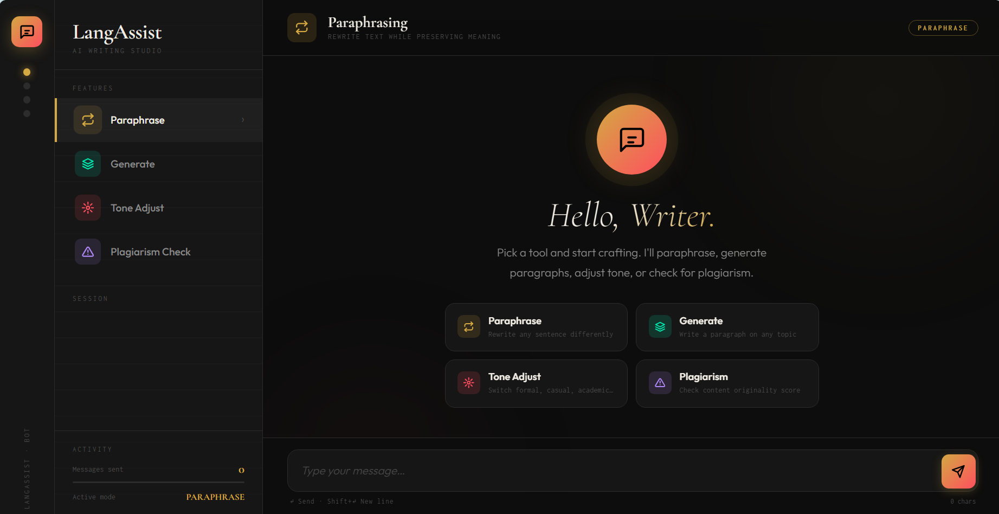 LangAssist
AI WRITING STUDIO
FEATURES
Paraphrase ›
Generate
Tone Adjust
Plagiarism Check
SESSION
ACTIVITY
Messages sent 0
Active mode PARAPHRASE
LANGASSIST · BOT
Paraphrasing
REWRITE TEXT WHILE PRESERVING MEANING
PARAPHRASE
Hello, Writer.
Pick a tool and start crafting. I'll paraphrase, generate
paragraphs, adjust tone, or check for plagiarism.
Paraphrase
Rewrite any sentence differently
Generate
Write a paragraph on any topic
Tone Adjust
Switch formal, casual, academic…
Plagiarism
Check content originality score
Type your message...
↵ Send · Shift+↵ New line
0 chars